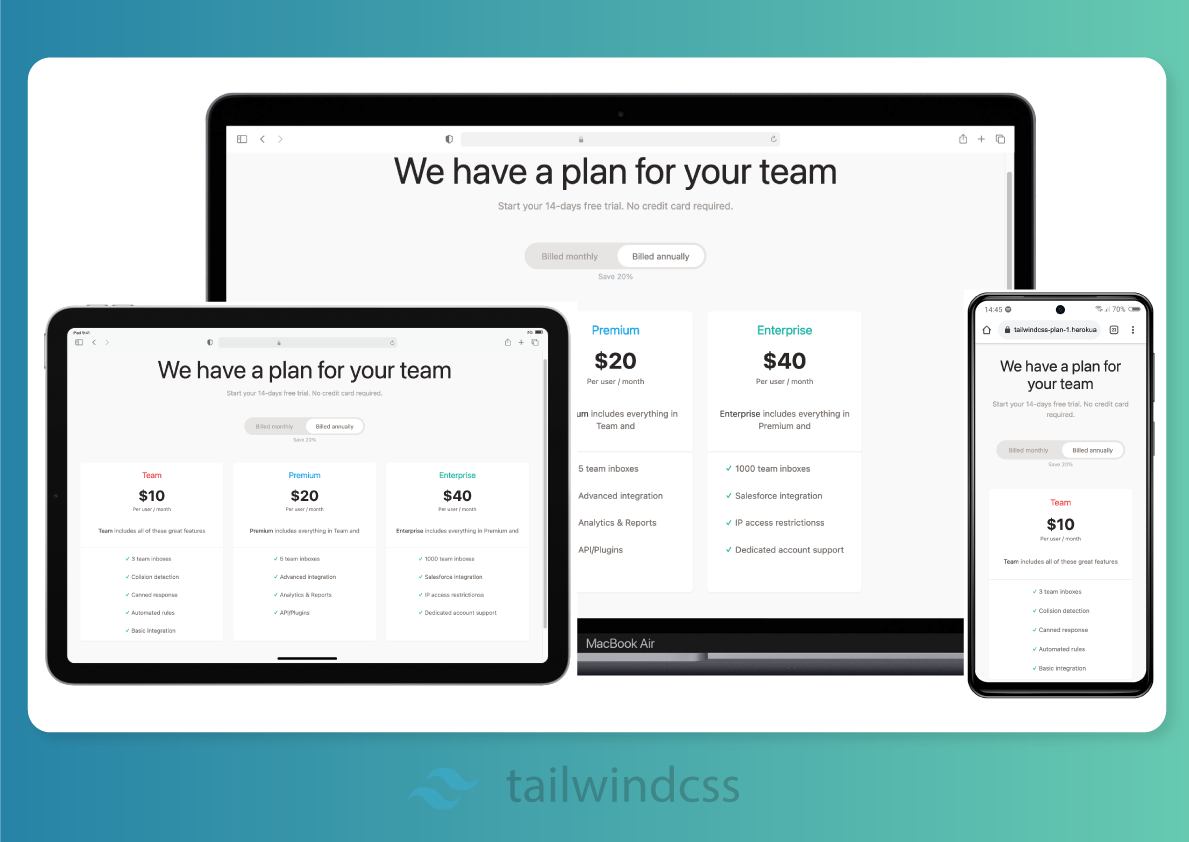 We have a plan for your team
Start your 14-days free trial. No credit card required.
Billed monthly
Billed annually
Save 20%
Premium
Enterprise
$20
$40
Per user / month
Per user / month
um includes everything in
Team and
Enterprise includes everything in
Premium and
5 team inboxes
✓ 1000 team inboxes
Advanced integration
✓ Salesforce integration
Analytics & Reports
✓ IP access restrictionss
API/Plugins
✓ Dedicated account support
MacBook Air
We have a plan for your team
Start your 14-days free trial. No credit card required.
Billed monthly
Billed annually
Save 20%
Team
Premium
Enterprise
$10
$20
$40
Per user / month
Per user / month
Per user / month
Team includes all of these great features
Premium includes everything in Team and
Enterprise includes everything in Premium and
✓ 3 team inboxes
✓ 5 team inboxes
✓ 1000 team inboxes
✓ Colision detection
✓ Advanced integration
✓ Salesforce integration
✓ Canned response
✓ Analytics & Reports
✓ IP access restrictionss
✓ Automated rules
✓ API/Plugins
✓ Dedicated account support
✓ Basic integration
14:45
70%
tailwindcss-plan-1.herokua
We have a plan for
your team
Start your 14-days free trial. No credit card
required.
Billed monthly
Billed annually
Save 20%
Team
$10
Per user / month
Team includes all of these great features
✓ 3 team inboxes
✓ Colision detection
✓ Canned response
✓ Automated rules
✓ Basic integration
tailwindcss